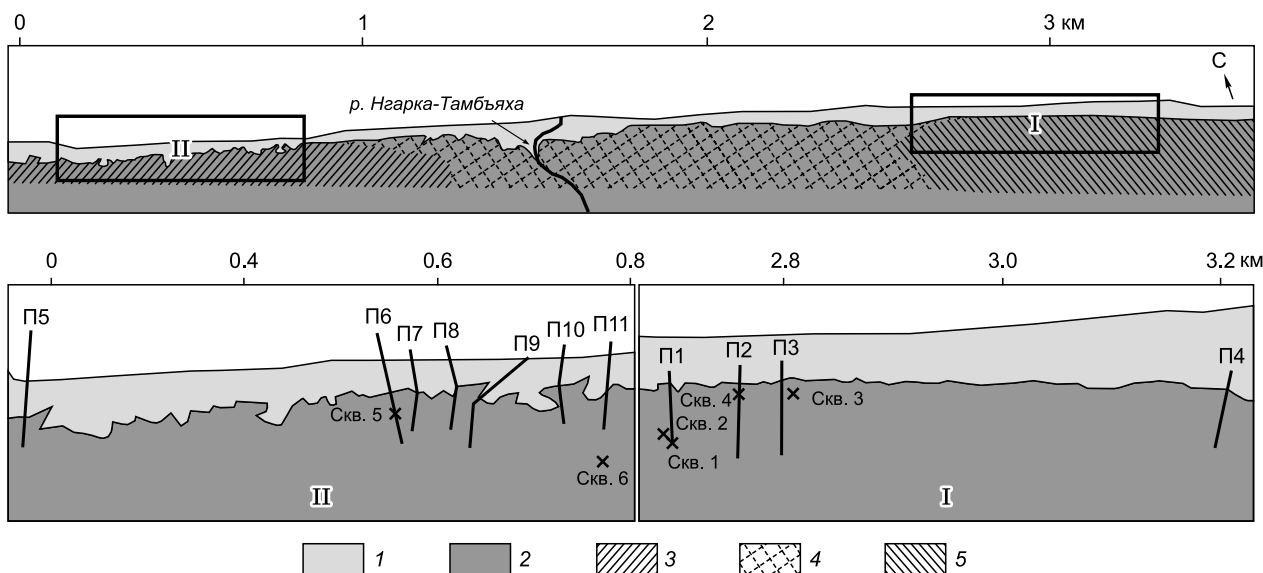 0 1 2 3 км
С
р. Нгарка-Тамбъяха
II I
0 0.4 0.6 0.8 2.8 3.0 3.2 км
П5 П6 П7 П8 П9 П10 П11 П1 П2 П3 П4
Скв. 5 Скв. 4 Скв. 3
Скв. 2
Скв. 6 Скв. 1
II I
1 2 3 4 5